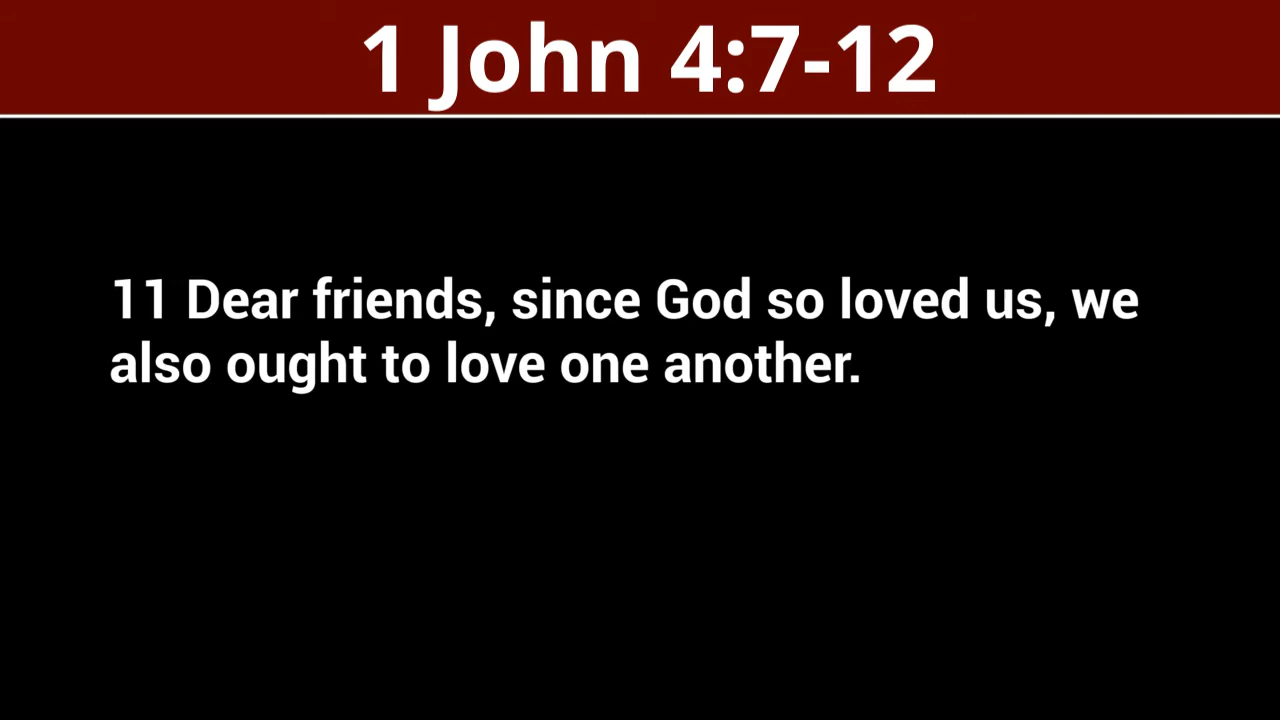 1 John 4:7-12
11 Dear friends, since God so loved us, we
also ought to love one another.